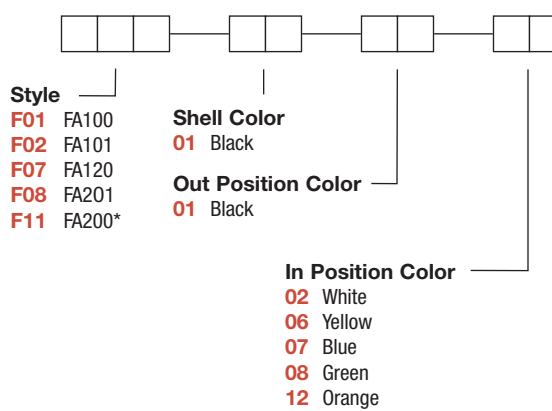 Style
F01 FA100
F02 FA101
F07 FA120
F08 FA201
F11 FA200*
Shell Color
01 Black
Out Position Color
01 Black
In Position Color
02 White
06 Yellow
07 Blue
08 Green
12 Orange